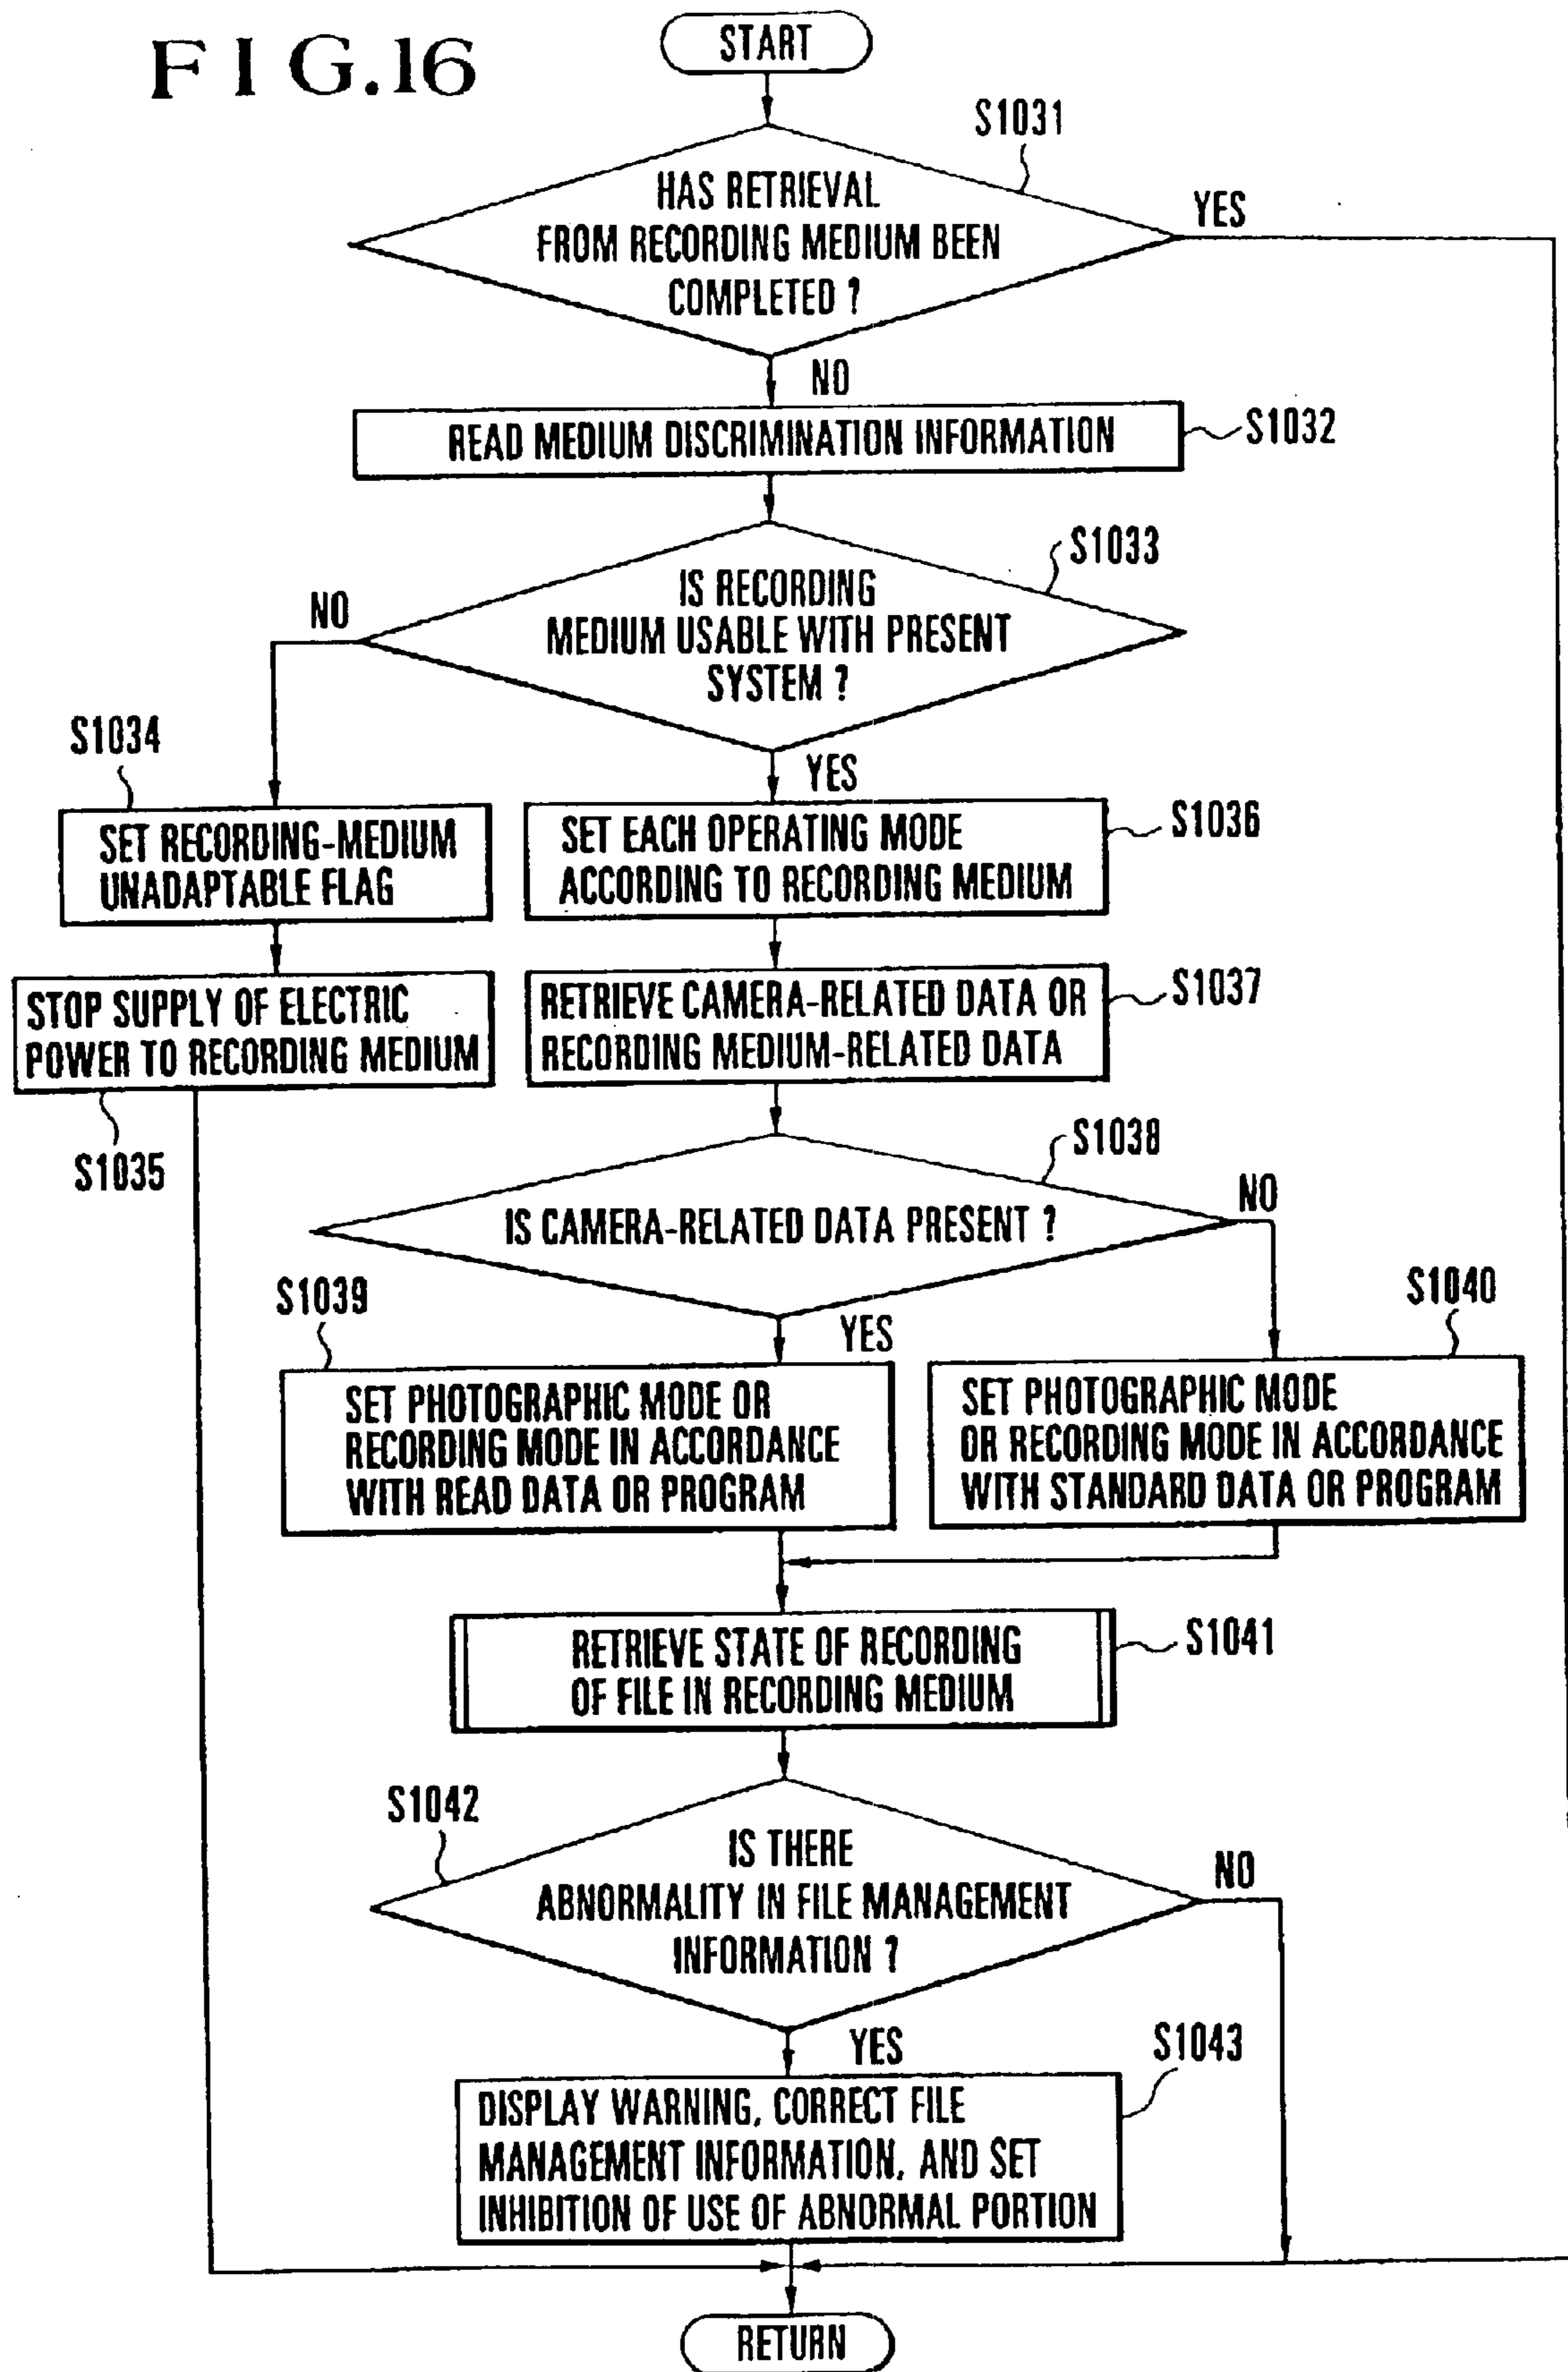 FIG.16
START
S1031
HAS RETRIEVAL
FROM RECORDING MEDIUM BEEN
COMPLETED ?
YES
NO
READ MEDIUM DISCRIMINATION INFORMATION
S1032
S1033
IS RECORDING
MEDIUM USABLE WITH PRESENT
SYSTEM ?
NO
YES
S1034
SET RECORDING-MEDIUM
UNADAPTABLE FLAG
SET EACH OPERATING MODE
ACCORDING TO RECORDING MEDIUM
S1036
STOP SUPPLY OF ELECTRIC
POWER TO RECORDING MEDIUM
S1035
RETRIEVE CAMERA-RELATED DATA OR
RECORDING MEDIUM-RELATED DATA
S1037
S1038
IS CAMERA-RELATED DATA PRESENT ?
NO
YES
S1039
SET PHOTOGRAPHIC MODE OR
RECORDING MODE IN ACCORDANCE
WITH READ DATA OR PROGRAM
S1040
SET PHOTOGRAPHIC MODE
OR RECORDING MODE IN ACCORDANCE
WITH STANDARD DATA OR PROGRAM
RETRIEVE STATE OF RECORDING
OF FILE IN RECORDING MEDIUM
S1041
S1042
IS THERE
ABNORMALITY IN FILE MANAGEMENT
INFORMATION ?
NO
YES
S1043
DISPLAY WARNING, CORRECT FILE
MANAGEMENT INFORMATION, AND SET
INHIBITION OF USE OF ABNORMAL PORTION
RETURN